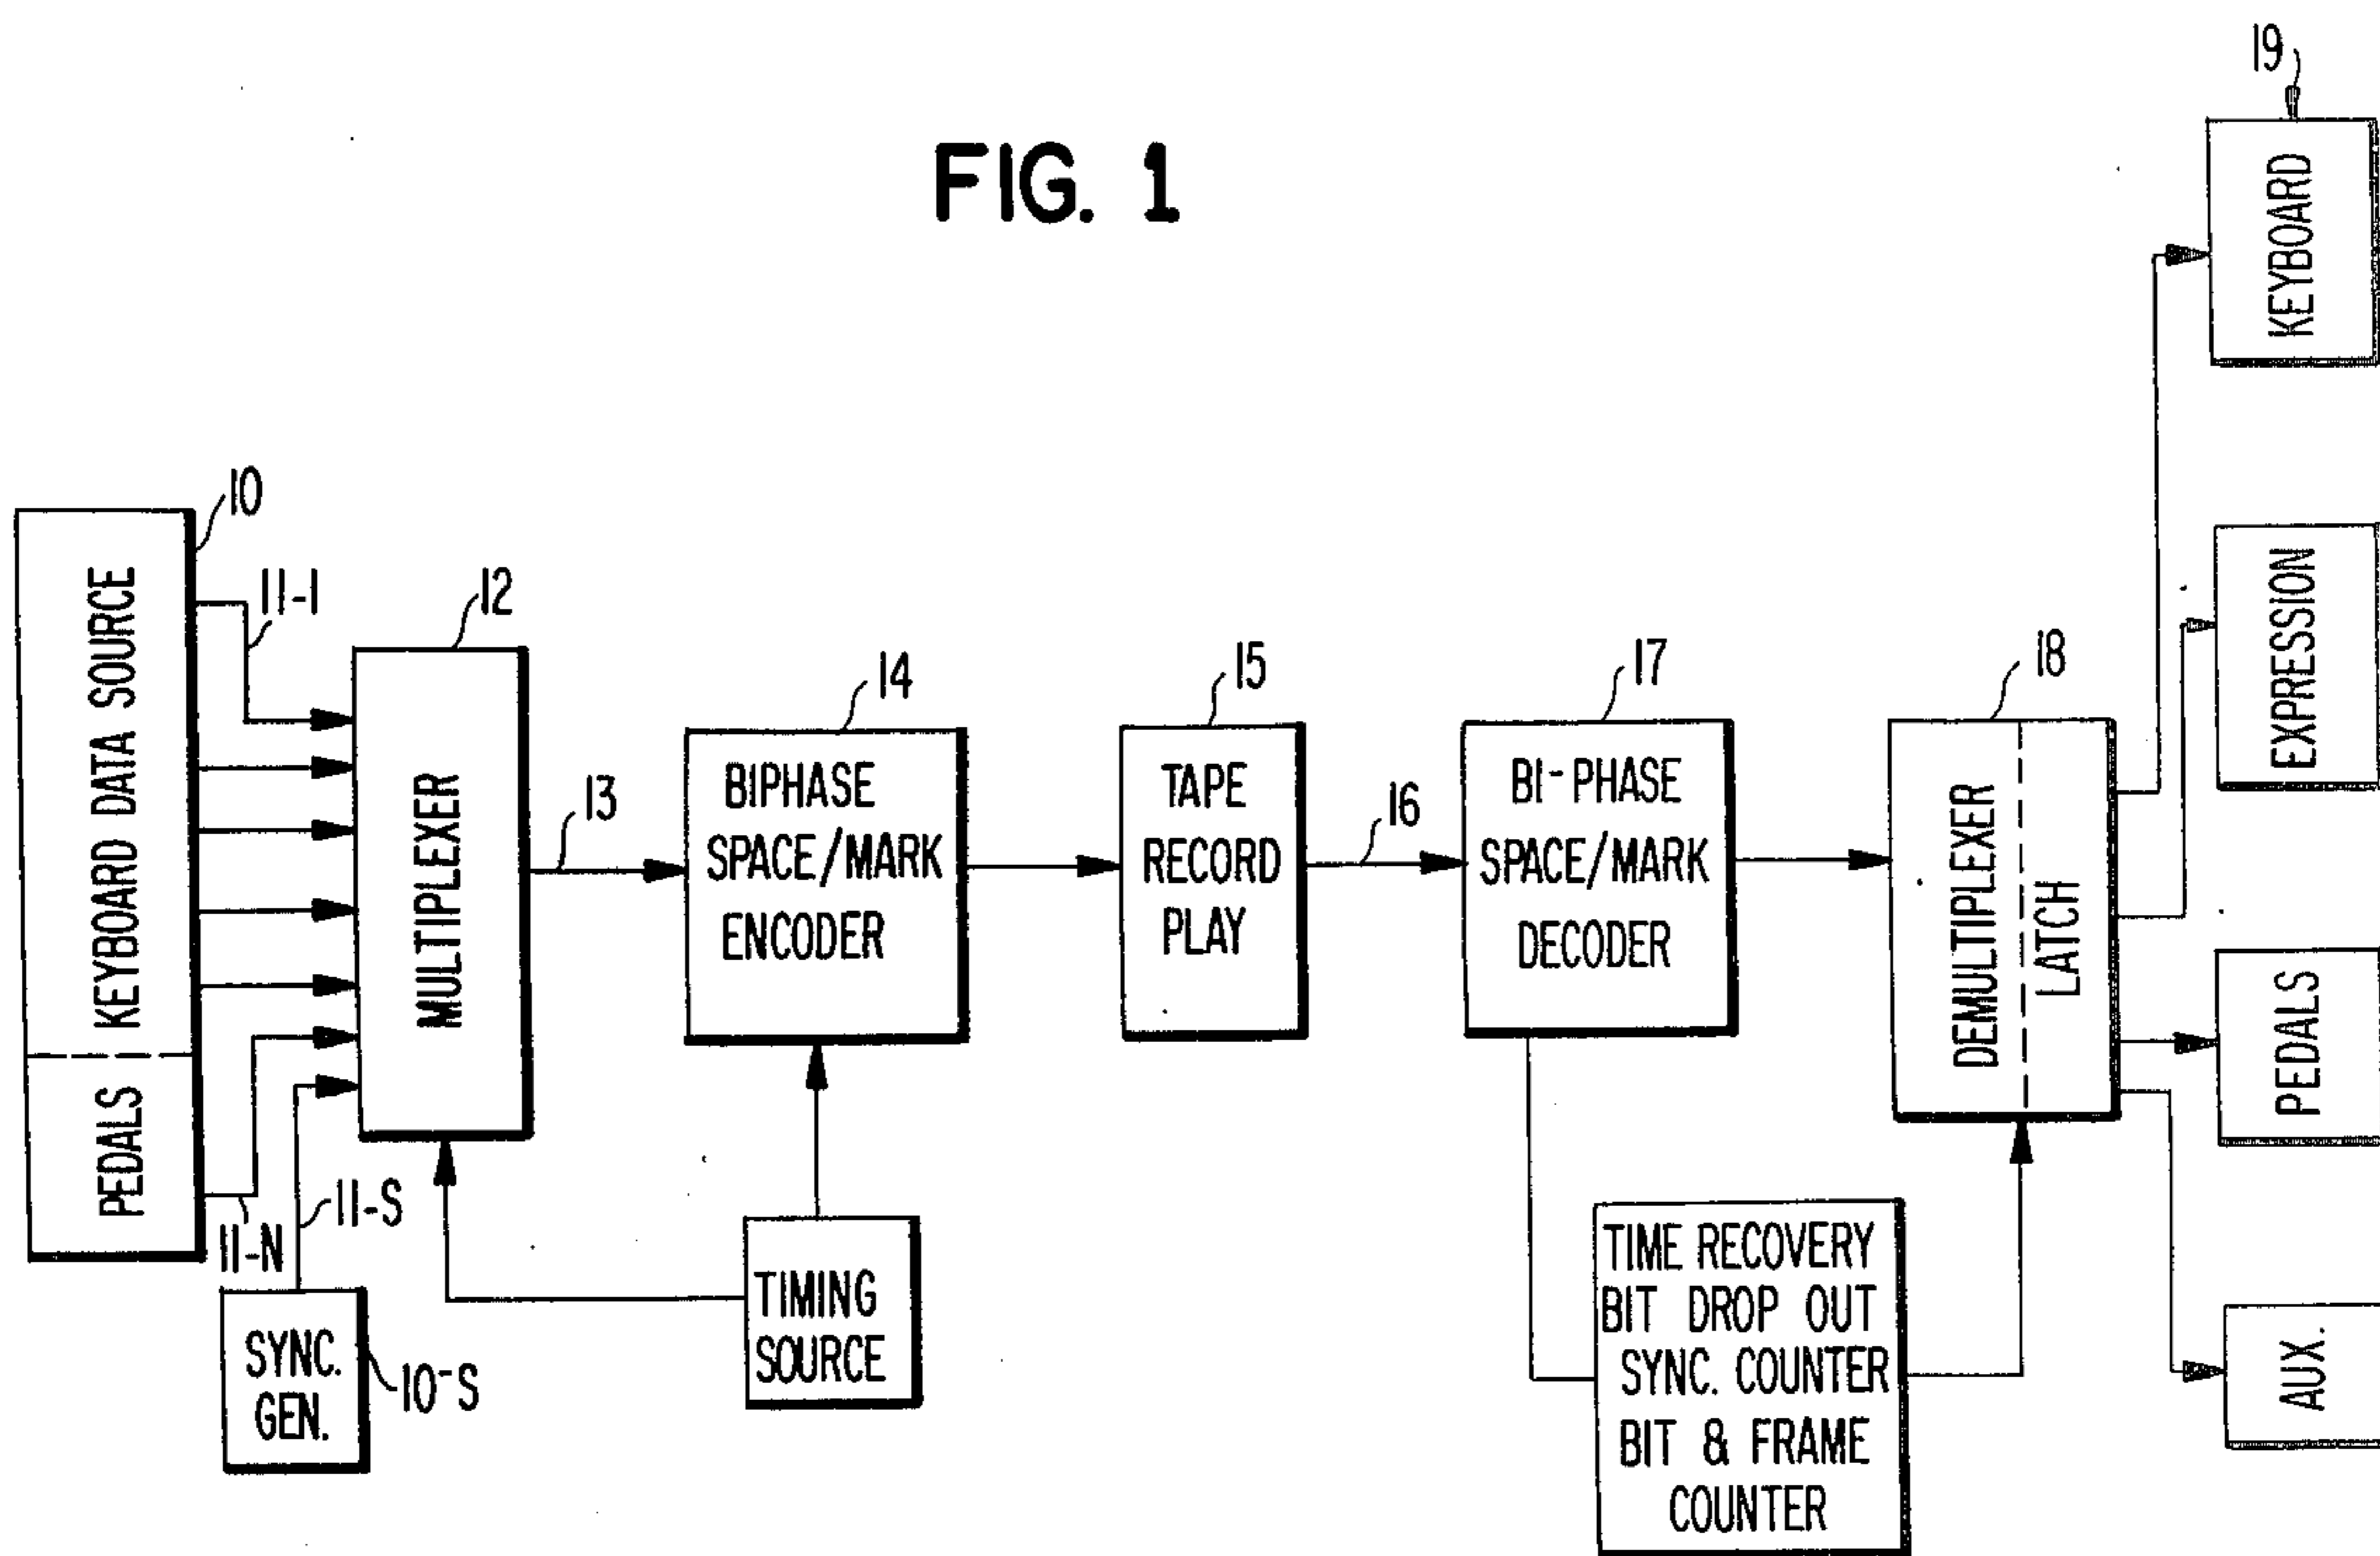 FIG. 1
19
KEYBOARD
10
KEYBOARD DATA SOURCE
PEDALS
11-1
11-N
11-S
SYNC.
GEN.
10-S
12
MULTIPLEXER
13
14
BIPHASE
SPACE/MARK
ENCODER
TIMING
SOURCE
15
TAPE
RECORD
PLAY
16
17
BI-PHASE
SPACE/MARK
DECODER
TIME RECOVERY
BIT DROP OUT
SYNC. COUNTER
BIT & FRAME
COUNTER
18
DEMULTIPLEXER
LATCH
EXPRESSION
PEDALS
AUX.